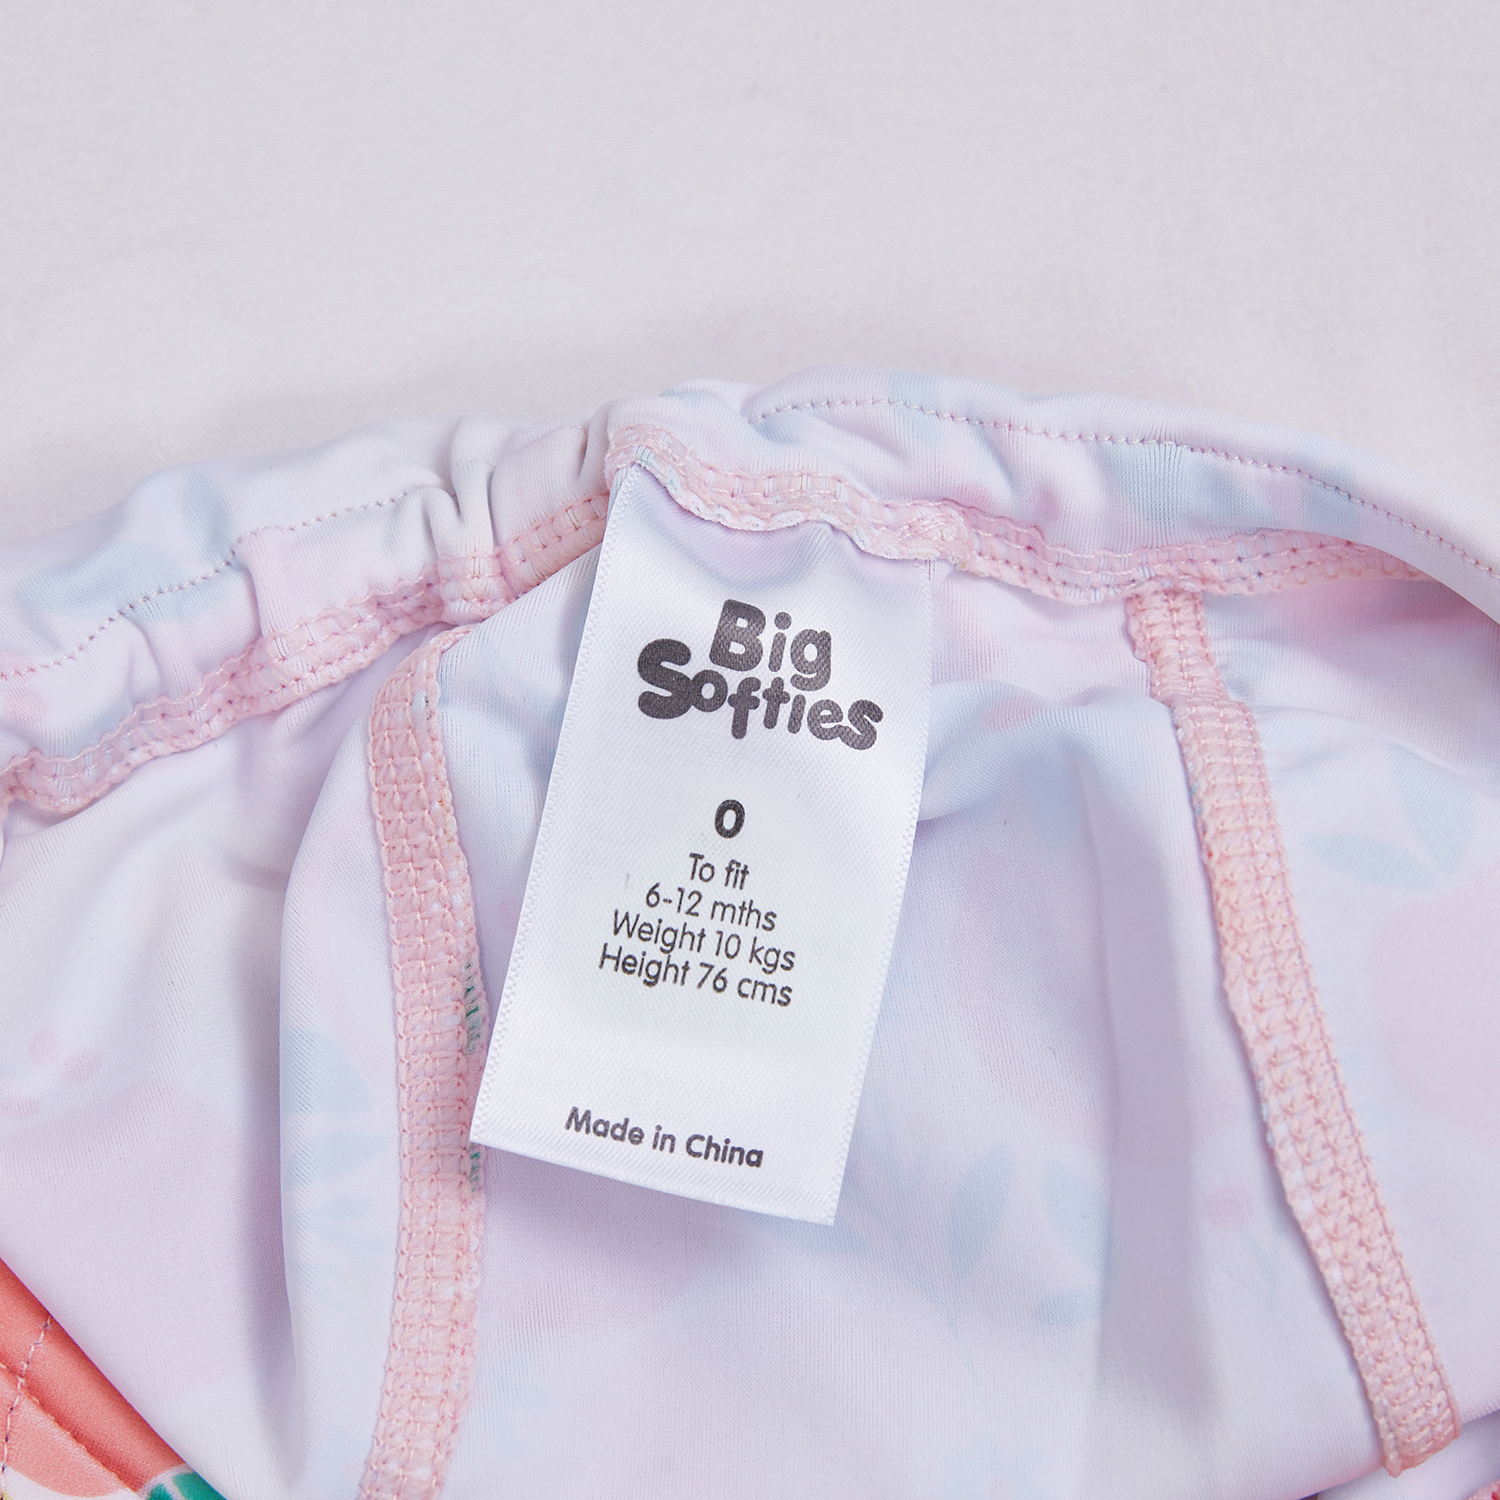 Big
Softies
0
To fit
6-12 mths
Weight 10 kgs
Height 76 cms
Made in China